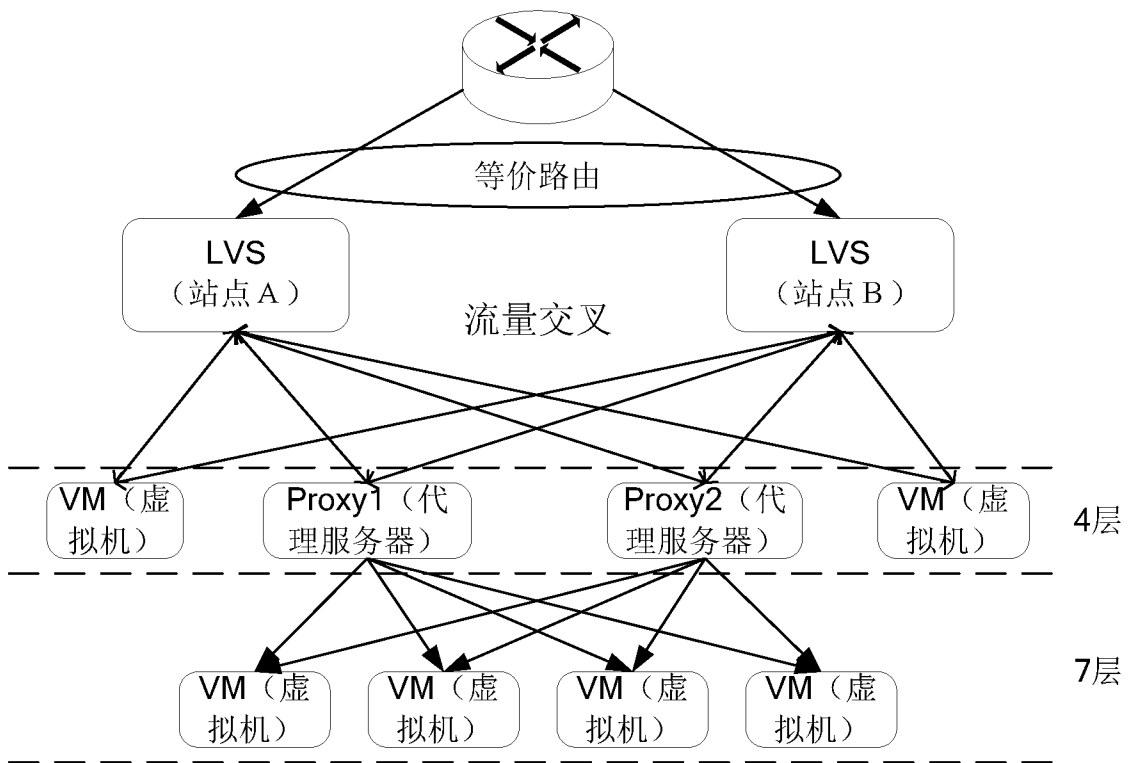 等价路由
LVS
（站点A）
LVS
（站点B）
流量交叉
VM（虚
拟机）
Proxy1（代
理服务器）
Proxy2（代
理服务器）
VM（虚
拟机）
4层
VM（虚
拟机）
VM（虚
拟机）
VM（虚
拟机）
VM（虚
拟机）
7层